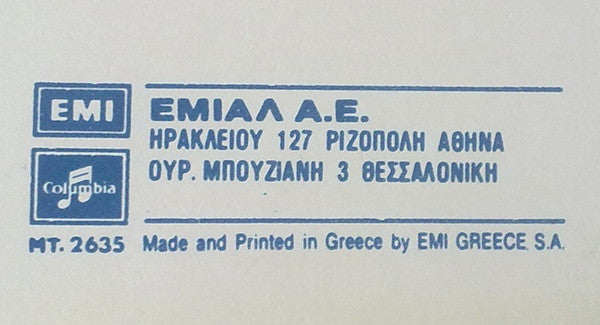 EMI
ΕΜΙΑΛ Α.Ε.
ΗΡΑΚΛΕΙΟΥ 127 ΡΙΖΟΠΟΛΗ ΑΘΗΝΑ
ΟΥΡ. ΜΠΟΥΖΙΑΝΗ 3 ΘΕΣΣΑΛΟΝΙΚΗ
Columbia
MT. 2635 Made and Printed in Greece by EMI GREECE S.A.